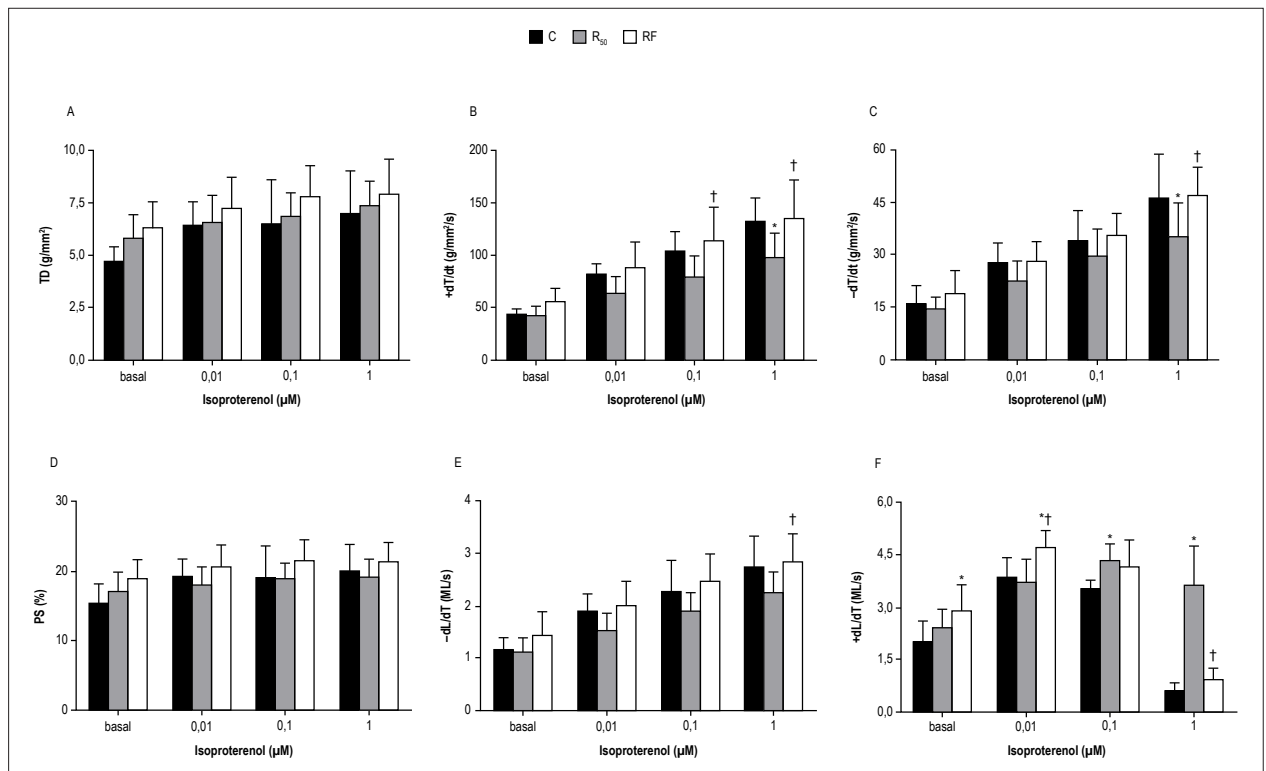 C R₅₀ RF
A
TD (g/mm²)
10,0
7,5
5,0
2,5
0,0
basal 0,01 0,1 1
Isoproterenol (µM)
B
+dT/dt (g/mm²/s)
200
150
100
50
0
† †
*
basal 0,01 0,1 1
Isoproterenol (µM)
C
–dT/dt (g/mm²/s)
60
45
30
15
0
* †
basal 0,01 0,1 1
Isoproterenol (µM)
D
PS (%)
30
20
10
0
basal 0,01 0,1 1
Isoproterenol (µM)
E
–dL/dT (ML/s)
4
3
2
1
0
†
basal 0,01 0,1 1
Isoproterenol (µM)
F
+dL/dT (ML/s)
6,0
4,5
3,0
1,5
0,0
* *† * * †
basal 0,01 0,1 1
Isoproterenol (µM)